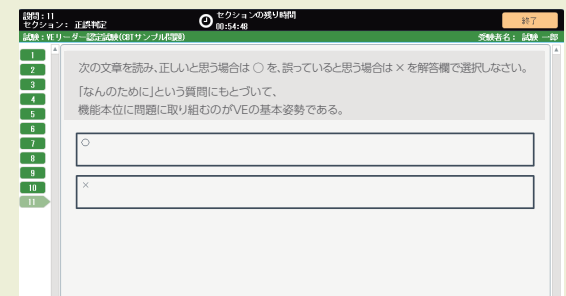 設問：11
セクション： 正誤判定
セクションの残り時間
00:54:48
終了
試験：VEリーダー認定試験(CBTサンプル問題)
受験者名： 試験 一郎
1
2
3
4
5
6
7
8
9
10
11
次の文章を読み、正しいと思う場合は ○ を、誤っていると思う場合は × を解答欄で選択しなさい。
「なんのために」という質問にもとづいて、
機能本位に問題に取り組むのがVEの基本姿勢である。
○
×